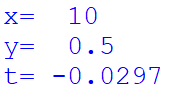 x=  10
y=  0.5
t= -0.0297